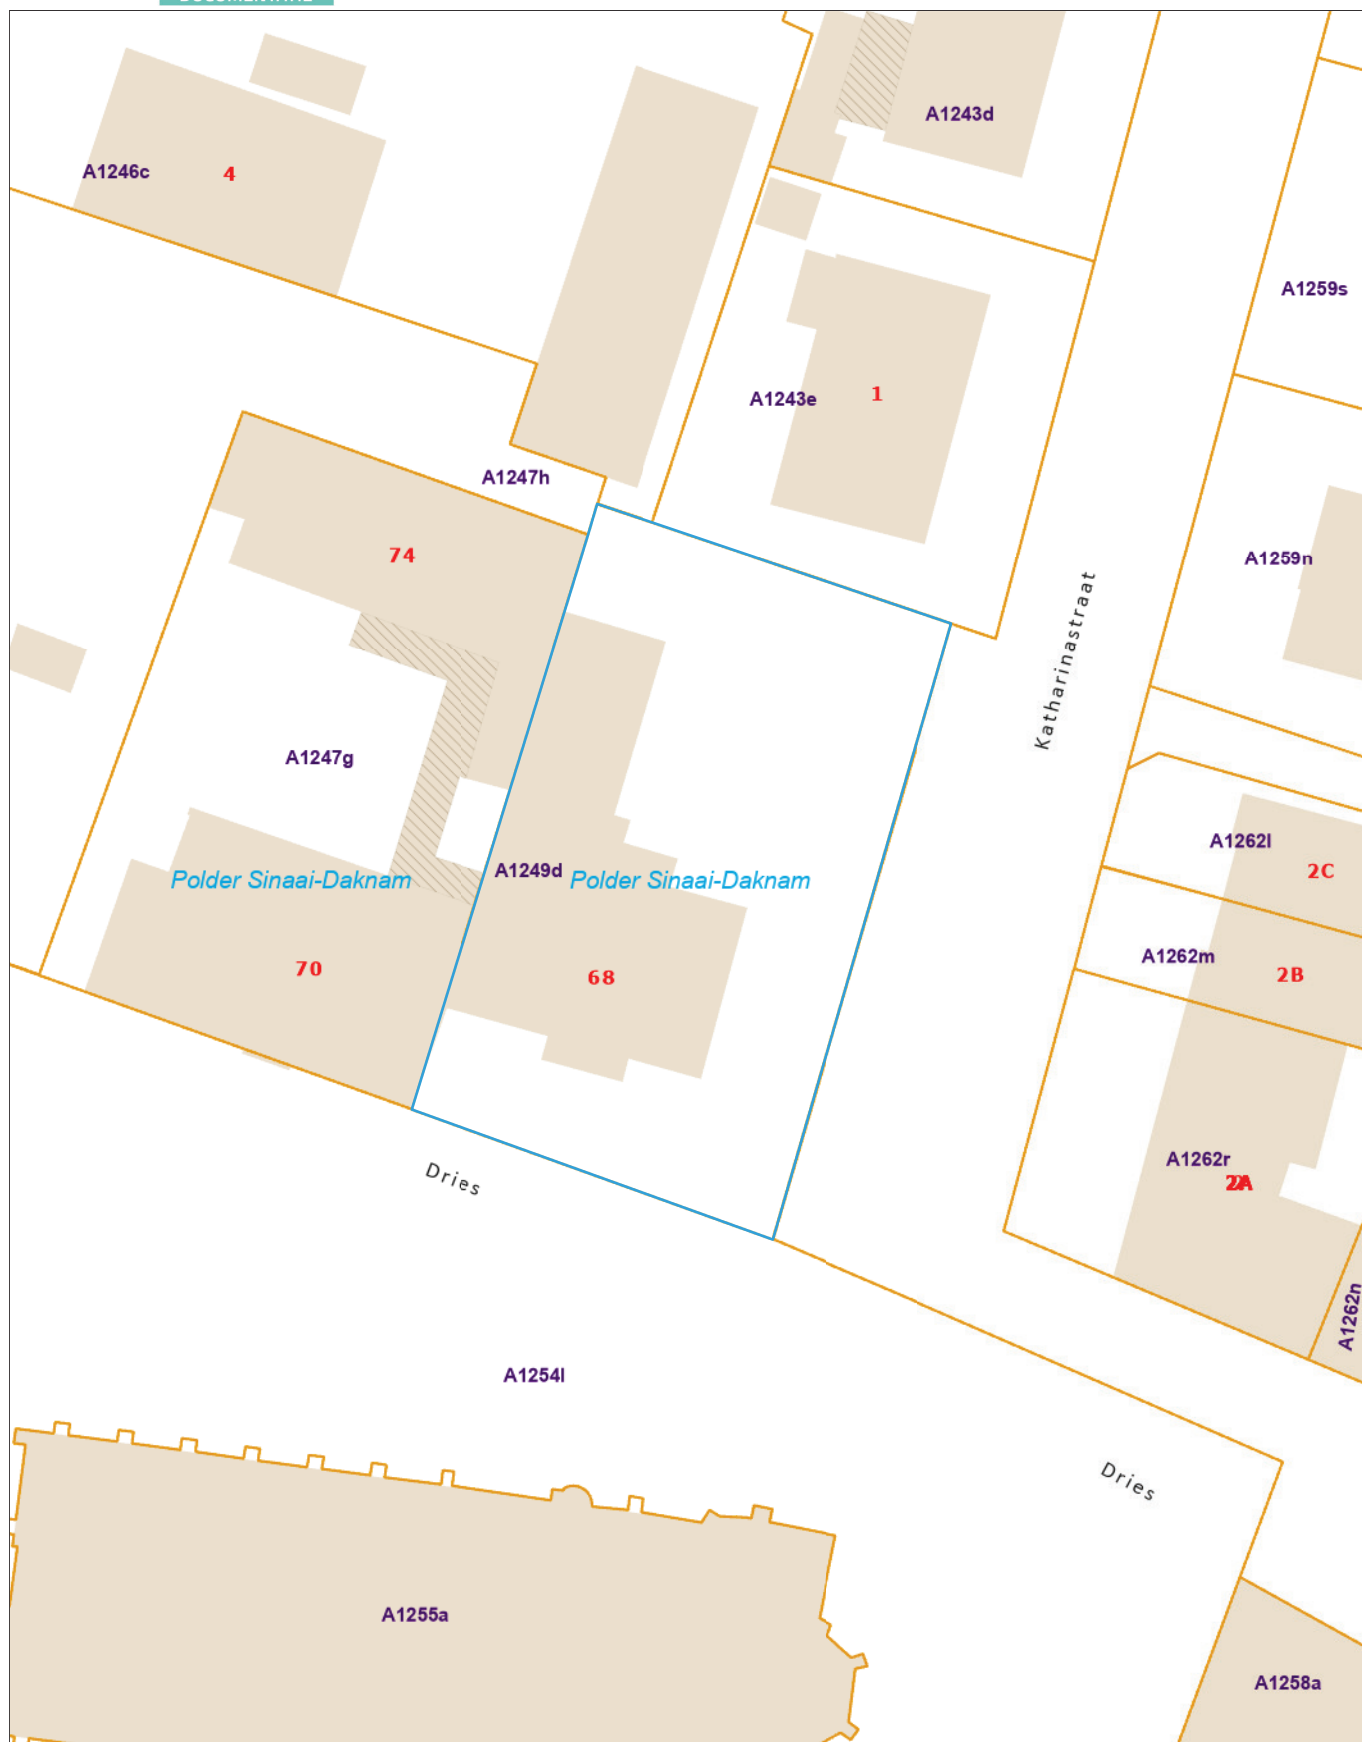 A1243d
A1246c
4
A1259s
A1243e
1
A1247h
74
A1259n
Katharinastraat
A1247g
A1262l
2C
A1249d
Polder Sinaai-Daknam
Polder Sinaai-Daknam
A1262m
2B
70
68
A1262r
2A
Dries
A1262n
A1254l
Dries
A1255a
A1258a